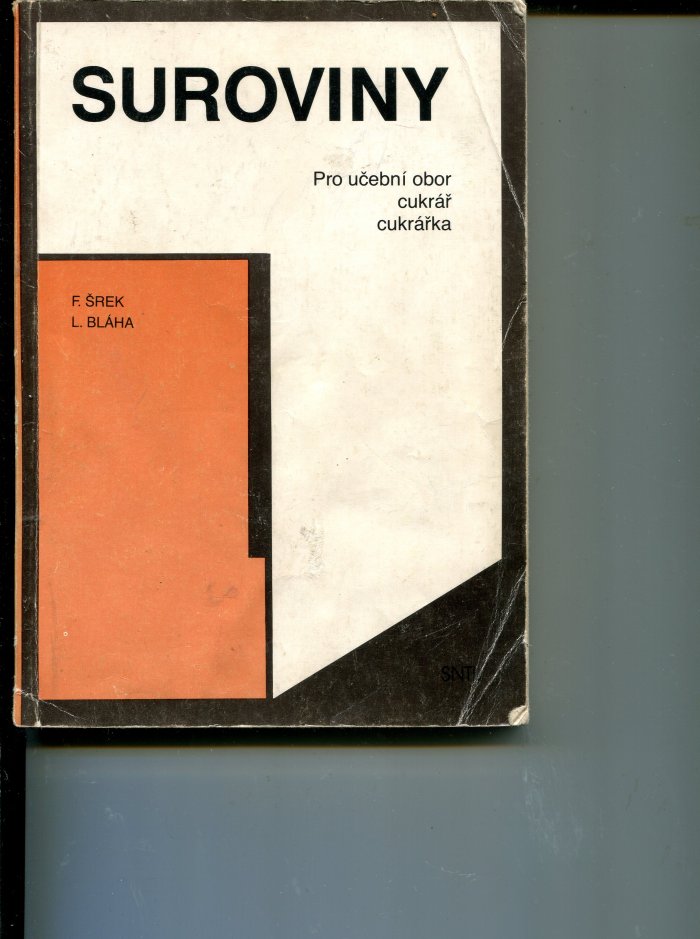 SUROVINY
Pro učební obor
cukrář
cukrářka
F. ŠREK
L. BLÁHA
SNTL